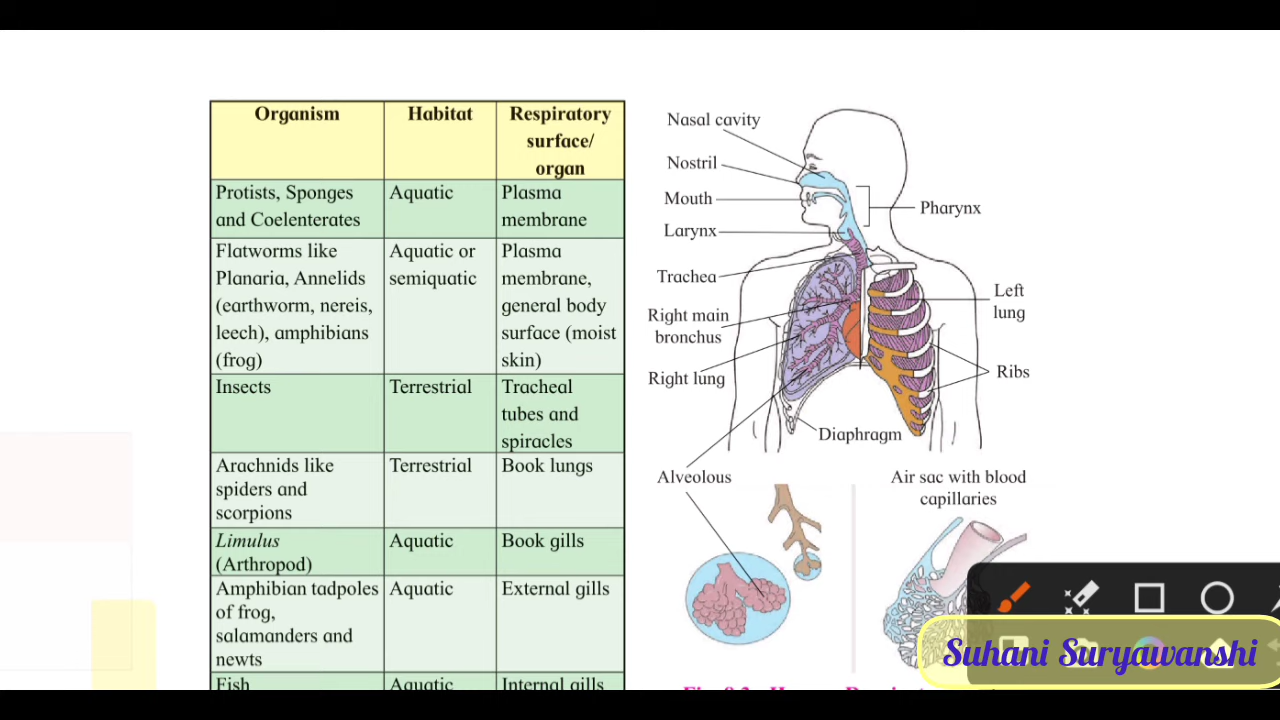 Organism
Habitat
Respiratory
surface/
organ
Protists, Sponges
and Coelenterates
Aquatic
Plasma
membrane
Flatworms like
Planaria, Annelids
(earthworm, nereis,
leech), amphibians
(frog)
Aquatic or
semiquatic
Plasma
membrane,
general body
surface (moist
skin)
Insects
Terrestrial
Tracheal
tubes and
spiracles
Arachnids like
spiders and
scorpions
Terrestrial
Book lungs
Limulus
(Arthropod)
Aquatic
Book gills
Amphibian tadpoles
of frog,
salamanders and
newts
Aquatic
External gills
Fish
Aquatic
Internal gills
Nasal cavity
Nostril
Mouth
Larynx
Pharynx
Trachea
Right main
bronchus
Left
lung
Right lung
Ribs
Diaphragm
Alveolous
Air sac with blood
capillaries
Suhani Suryawanshi